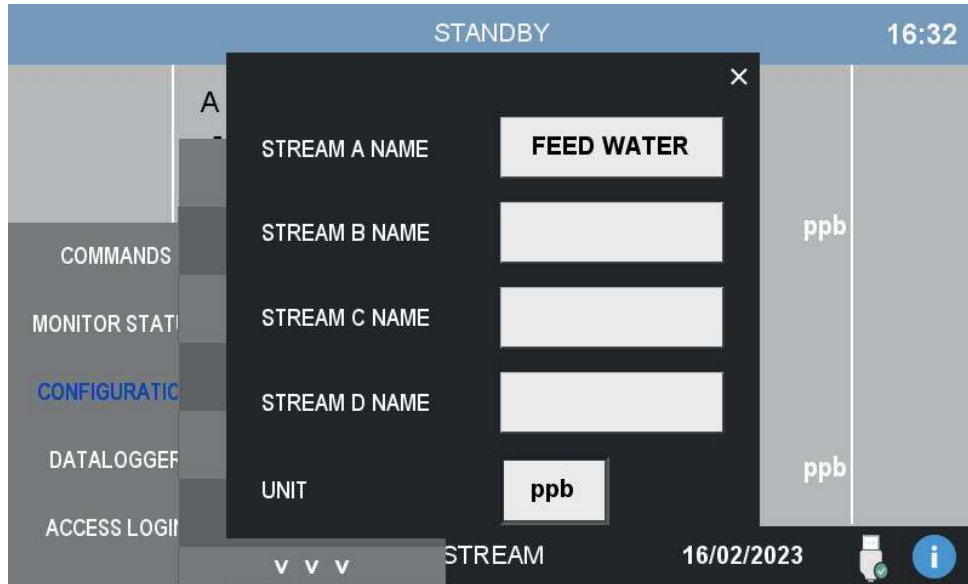 STANDBY 16:32
×
A
STREAM A NAME FEED WATER
STREAM B NAME
ppb
COMMANDS
STREAM C NAME
MONITOR STAT
CONFIGURATIO
STREAM D NAME
DATALOGGER
ppb
UNIT ppb
ACCESS LOGIN
V V V STREAM 16/02/2023 i